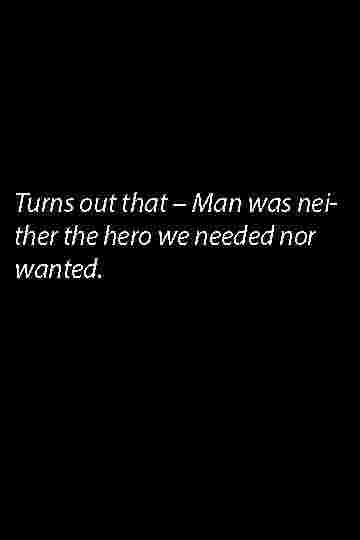 Turns out that – Man was nei-
ther the hero we needed nor
wanted.